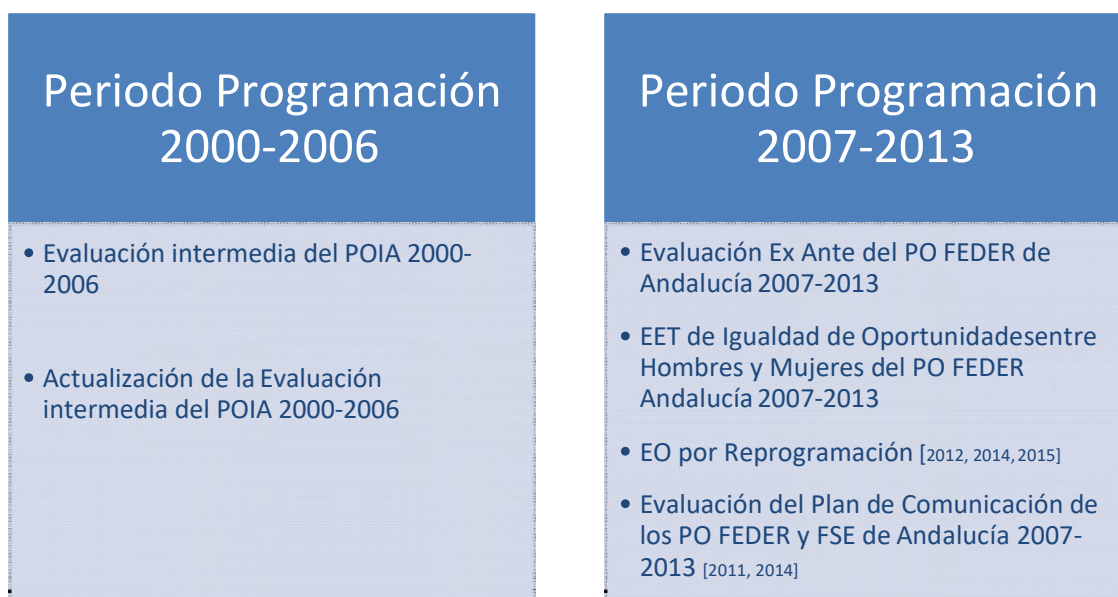 Periodo Programación
2000-2006
• Evaluación intermedia del POIA 2000-
2006
• Actualización de la Evaluación
intermedia del POIA 2000-2006
Periodo Programación
2007-2013
• Evaluación Ex Ante del PO FEDER de
Andalucía 2007-2013
• EET de Igualdad de Oportunidadesentre
Hombres y Mujeres del PO FEDER
Andalucía 2007-2013
• EO por Reprogramación [2012, 2014, 2015]
• Evaluación del Plan de Comunicación de
los PO FEDER y FSE de Andalucía 2007-
2013 [2011, 2014]